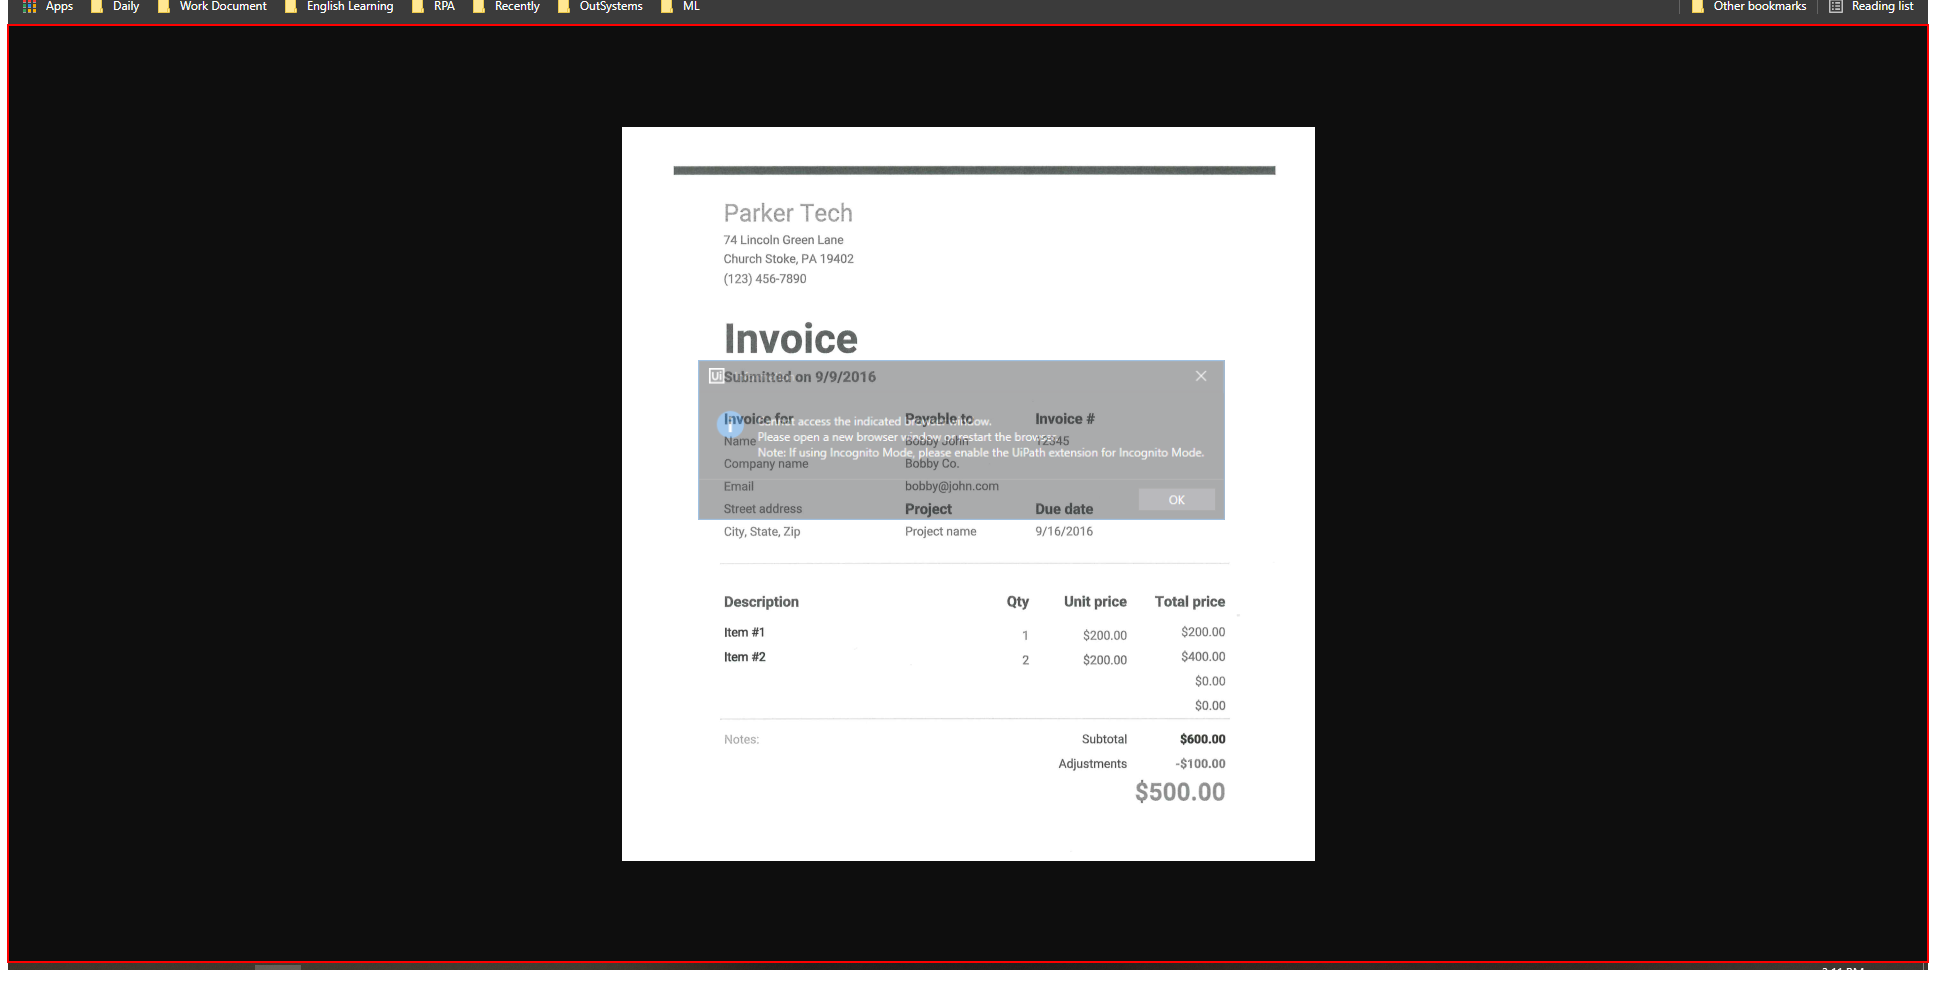 Apps Daily Work Document English Learning RPA Recently OutSystems ML Other bookmarks Reading list
Parker Tech
74 Lincoln Green Lane
Church Stoke, PA 19402
(123) 456-7890
Invoice
Ui Submitted on 9/9/2016
Invoice for Payable to Invoice #
access the indicated browser window.
Please open a new browser window or restart the browser.
Name Bobby John 12345
Note: If using Incognito Mode, please enable the UiPath extension for Incognito Mode.
Company name Bobby Co.
Email bobby@john.com
OK
Street address Project Due date
City, State, Zip Project name 9/16/2016
Description Qty Unit price Total price
Item #1 1 $200.00 $200.00
Item #2 2 $200.00 $400.00
$0.00
$0.00
Notes: Subtotal $600.00
Adjustments -$100.00
$500.00